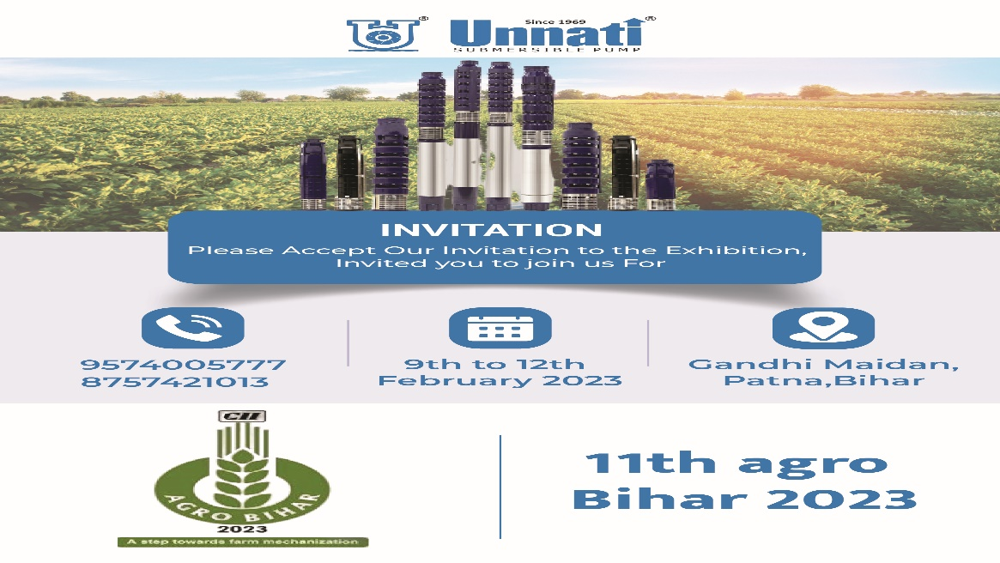 Since 1969
Unnati
SUBMERSIBLE PUMP
INVITATION
Please Accept Our Invitation to the Exhibition,
Invited you to join us For
9574005777
8757421013
9th to 12th
February 2023
Gandhi Maidan,
Patna,Bihar
CII
AGRO BIHAR
2023
A step towards farm mechanization
11th agro
Bihar 2023